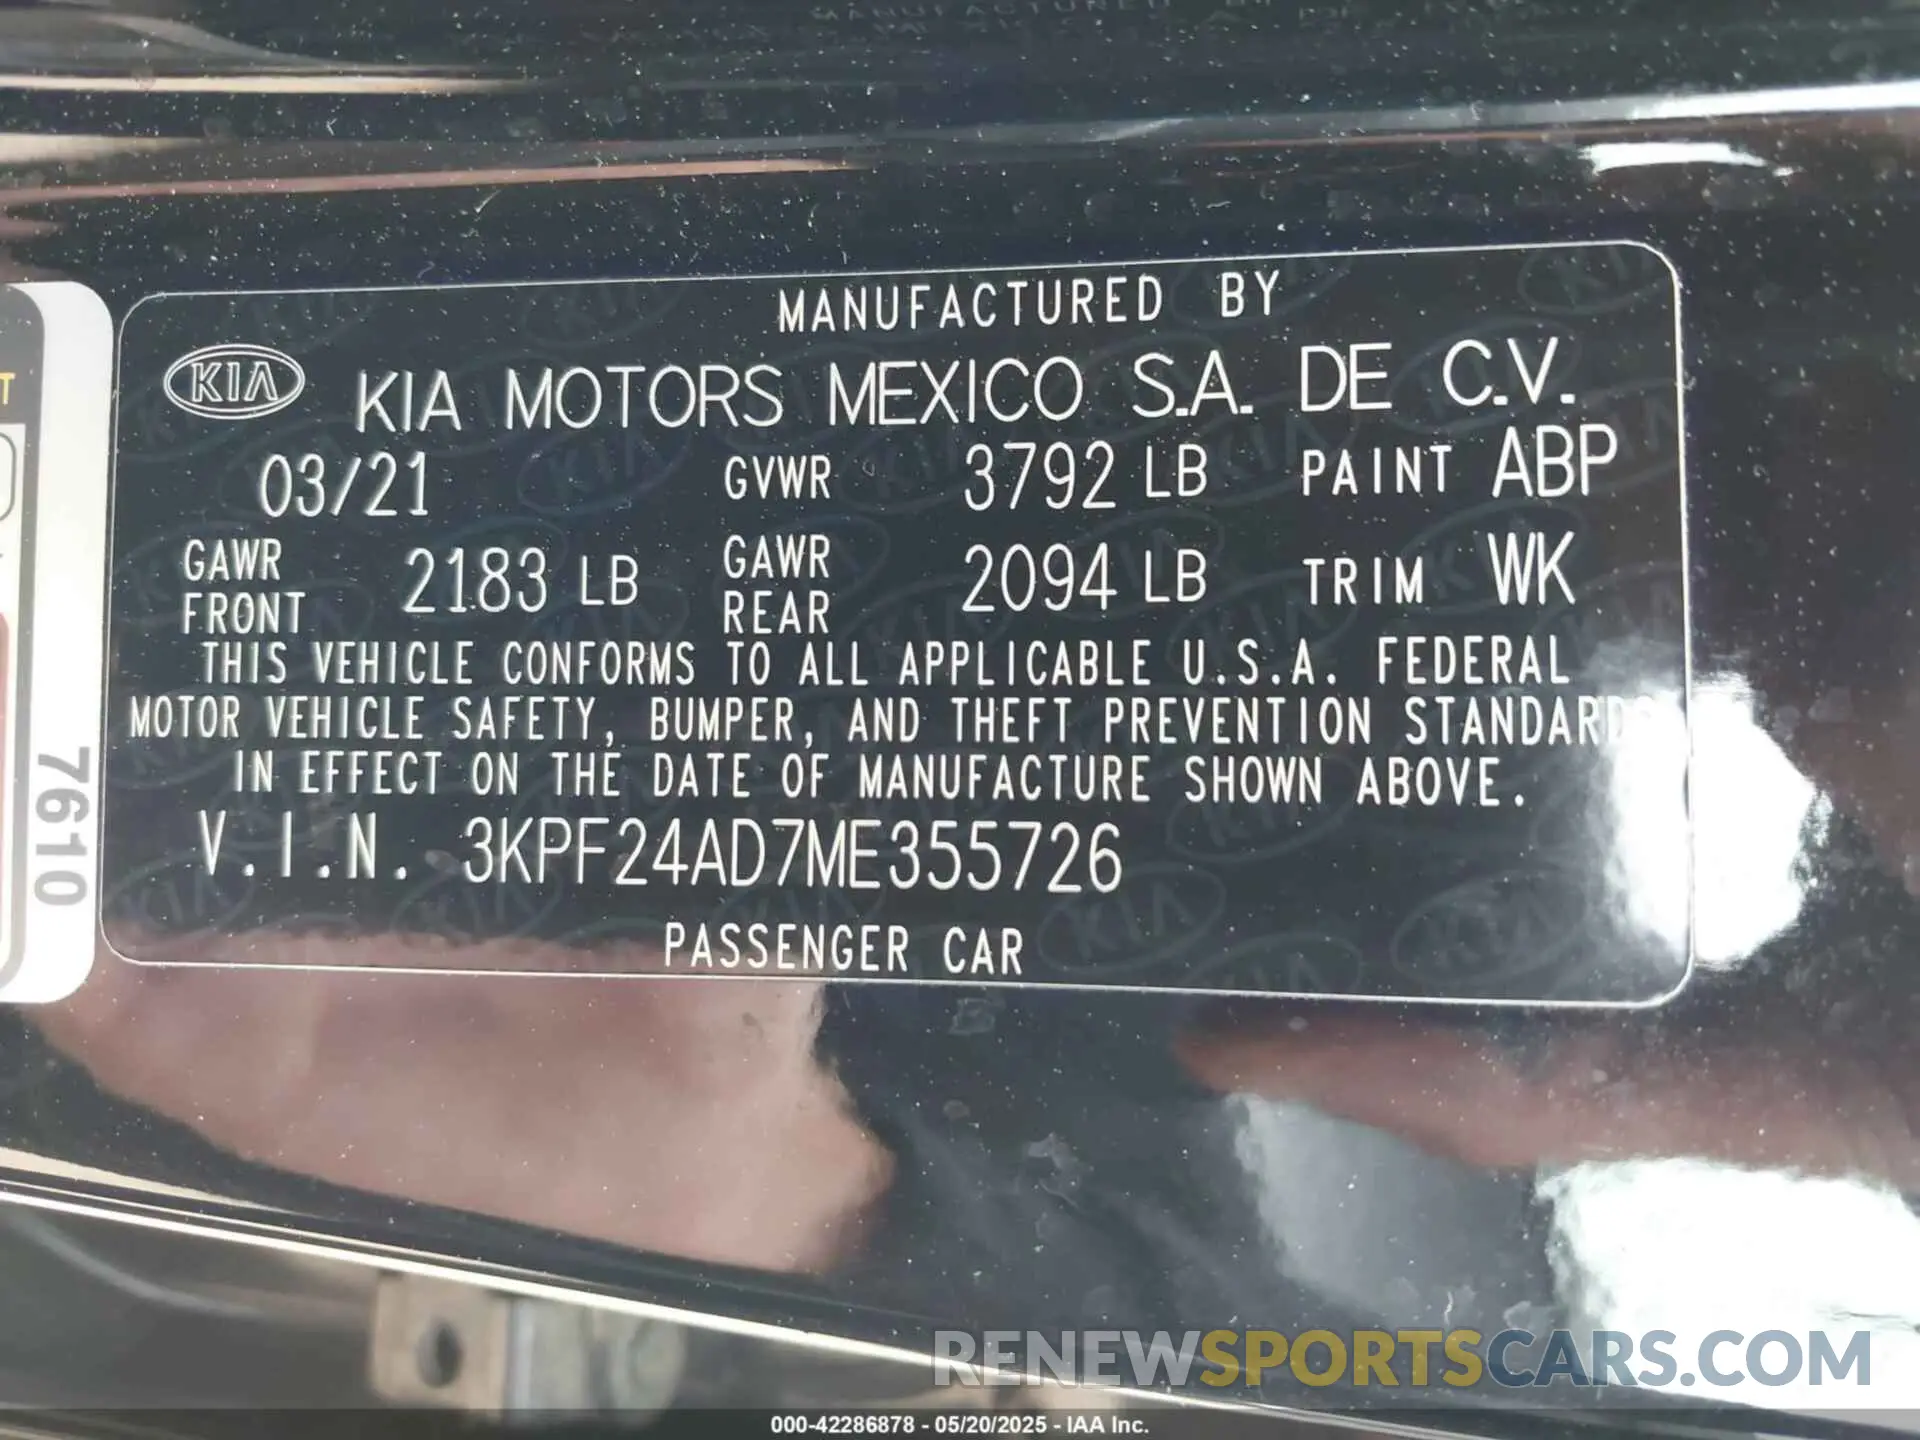 MANUFACTURED BY
KIA KIA MOTORS MEXICO S.A. DE C.V.
03/21 GVWR 3792 LB PAINT ABP
GAWR FRONT 2183 LB GAWR REAR 2094 LB TRIM WK
THIS VEHICLE CONFORMS TO ALL APPLICABLE U.S.A. FEDERAL
MOTOR VEHICLE SAFETY, BUMPER, AND THEFT PREVENTION STANDARDS
IN EFFECT ON THE DATE OF MANUFACTURE SHOWN ABOVE.
V.I.N. 3KPF24AD7ME355726
PASSENGER CAR
7610
RENEWSPORTSCARS.COM
000-42286878 - 05/20/2025 - IAA Inc.